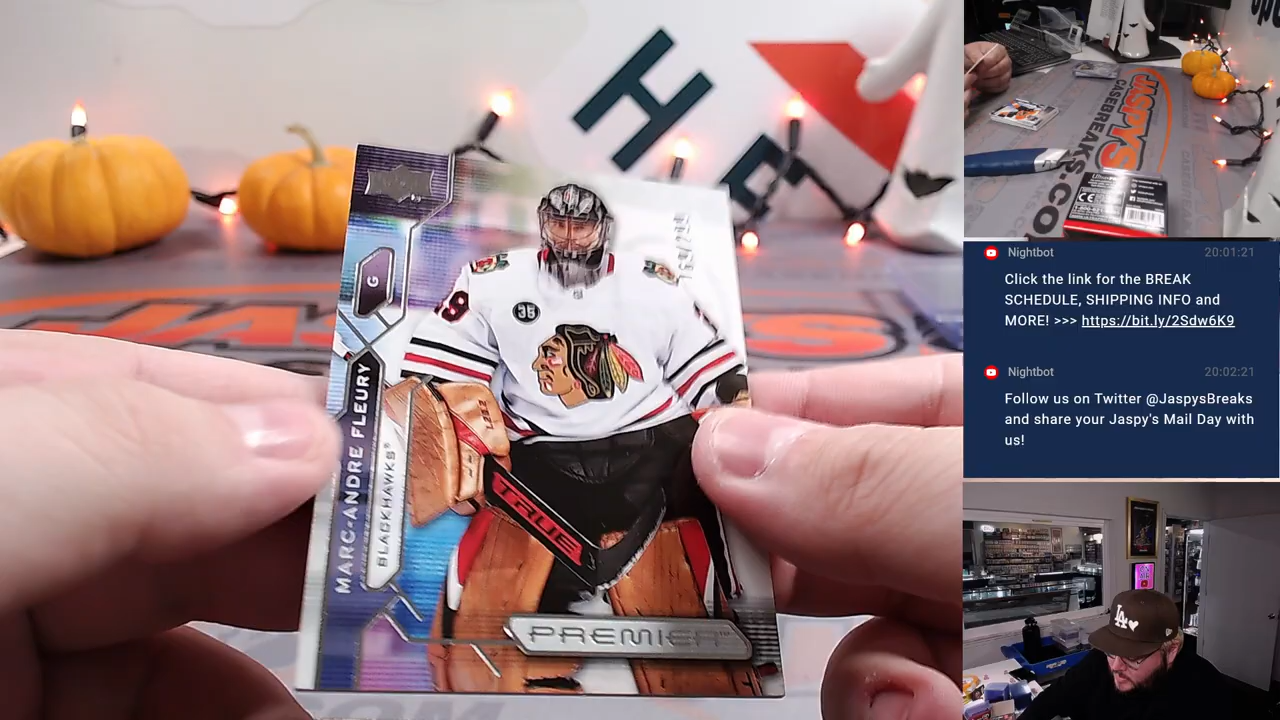 H
G
MARC-ANDRE FLEURY
BLACKHAWKS
TRUE
PREMIER
JASPYS
CASEBREAKS.CO
Nightbot 20:01:21
Click the link for the BREAK
SCHEDULE, SHIPPING INFO and
MORE! >>> https://bit.ly/2Sdw6K9
Nightbot 20:02:21
Follow us on Twitter @JaspysBreaks
and share your Jaspy's Mail Day with
us!
LA